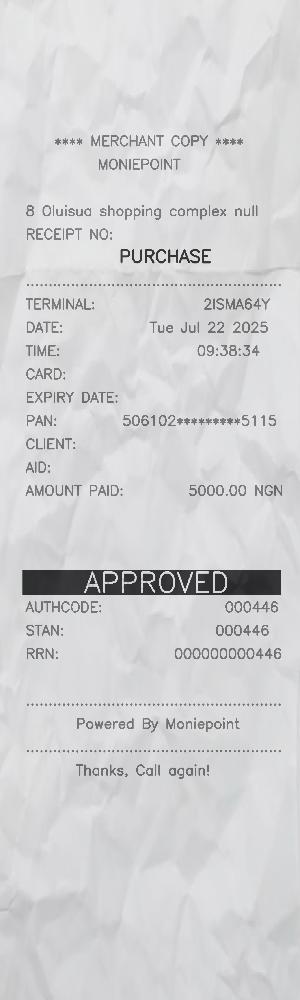 **** MERCHANT COPY ****
MONIEPOINT
8 Oluisua shopping complex null
RECEIPT NO:
PURCHASE
TERMINAL: 2ISMA64Y
DATE: Tue Jul 22 2025
TIME: 09:38:34
CARD:
EXPIRY DATE:
PAN: 506102*********5115
CLIENT:
AID:
AMOUNT PAID: 5000.00 NGN
APPROVED
AUTHCODE: 000446
STAN: 000446
RRN: 000000000446
Powered By Moniepoint
Thanks, Call again!